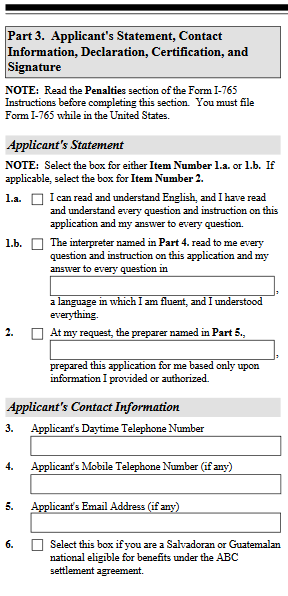 Part 3. Applicant's Statement, Contact
Information, Declaration, Certification, and
Signature
NOTE: Read the Penalties section of the Form I-765
Instructions before completing this section. You must file
Form I-765 while in the United States.
Applicant's Statement
NOTE: Select the box for either Item Number 1.a. or 1.b. If
applicable, select the box for Item Number 2.
1.a. I can read and understand English, and I have read
and understand every question and instruction on this
application and my answer to every question.
1.b. The interpreter named in Part 4. read to me every
question and instruction on this application and my
answer to every question in
,
a language in which I am fluent, and I understood
everything.
2. At my request, the preparer named in Part 5.,
,
prepared this application for me based only upon
information I provided or authorized.
Applicant's Contact Information
3. Applicant's Daytime Telephone Number
4. Applicant's Mobile Telephone Number (if any)
5. Applicant's Email Address (if any)
6. Select this box if you are a Salvadoran or Guatemalan
national eligible for benefits under the ABC
settlement agreement.